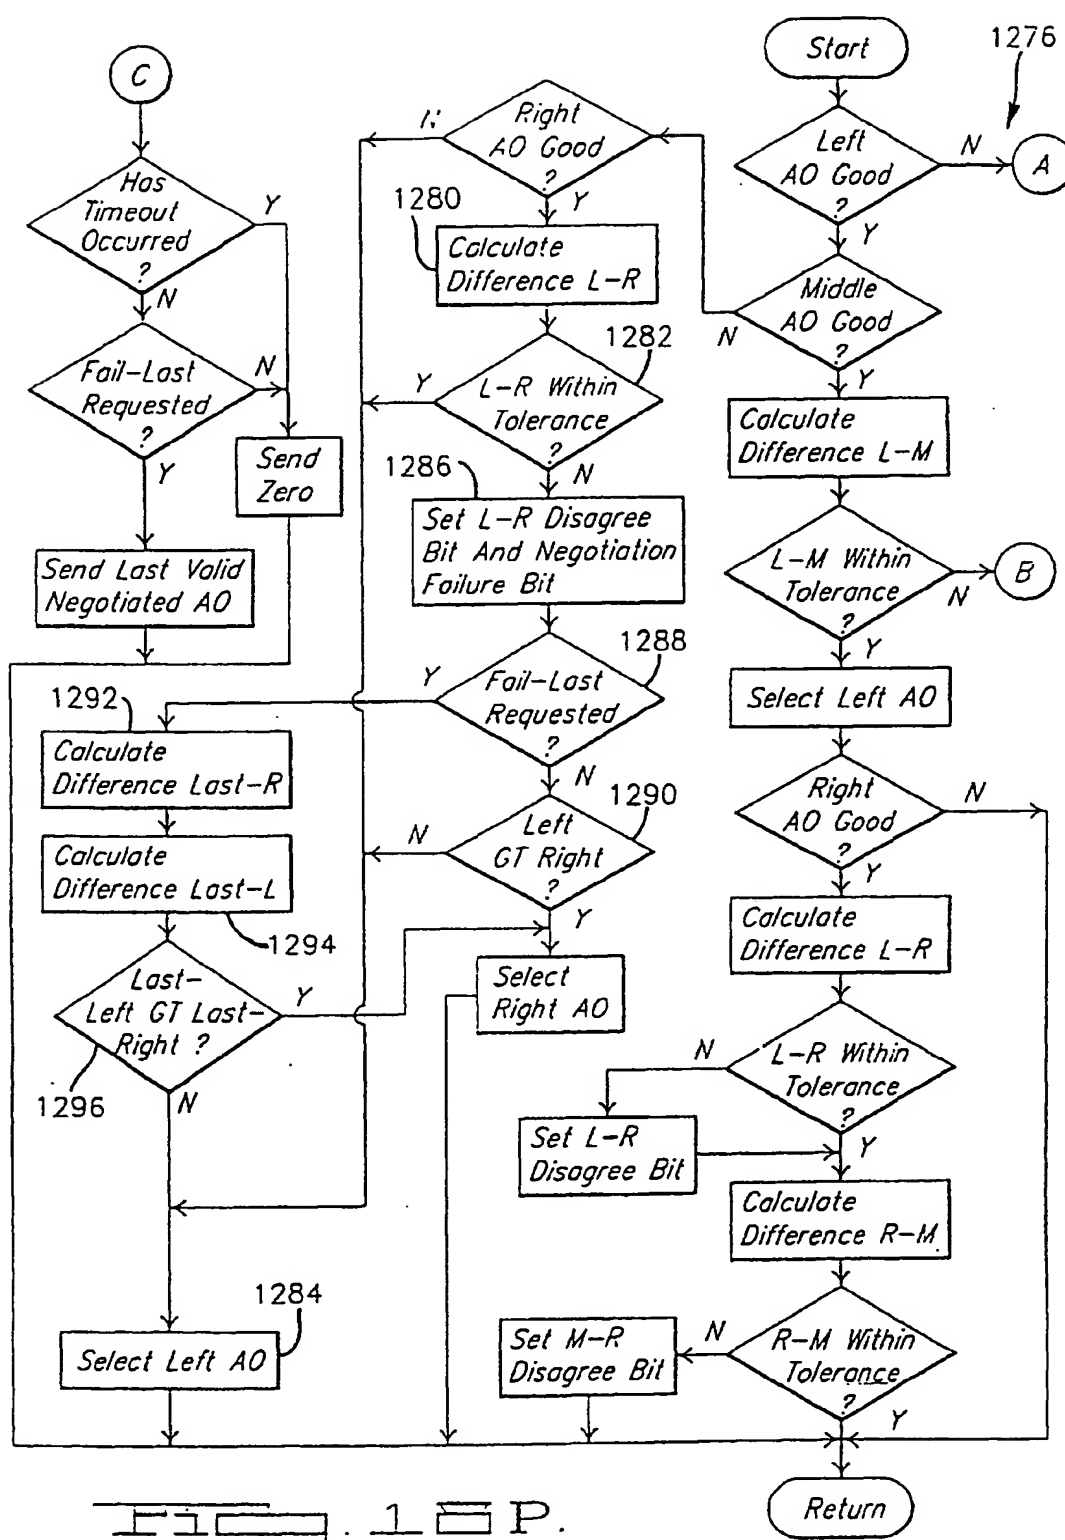 C
Has
Timeout
Occurred
?
Y
N
Fail-Last
Requested
?
N
Y
Send
Zero
Send Last Valid
Negotiated AO
1292
Calculate
Difference Last-R
Calculate
Difference Last-L
1294
Last-
Left GT Last-
Right ?
Y
N
1296
1284
Select Left AO
Right
AO Good
?
N
Y
1280
Calculate
Difference L-R
1282
L-R Within
Tolerance
?
Y
N
1286
Set L-R Disagree
Bit And Negotiation
Failure Bit
1288
Fail-Last
Requested
?
Y
N
1290
Left
GT Right
?
N
Y
Select
Right AO
Start
1276
Left
AO Good
?
N
A
Y
Middle
AO Good
?
N
Y
Calculate
Difference L-M
L-M Within
Tolerance
?
N
B
Y
Select Left AO
Right
AO Good
?
N
Y
Calculate
Difference L-R
L-R Within
Tolerance
?
N
Y
Set L-R
Disagree Bit
Calculate
Difference R-M
R-M Within
Tolerance
?
N
Y
Set M-R
Disagree Bit
Return